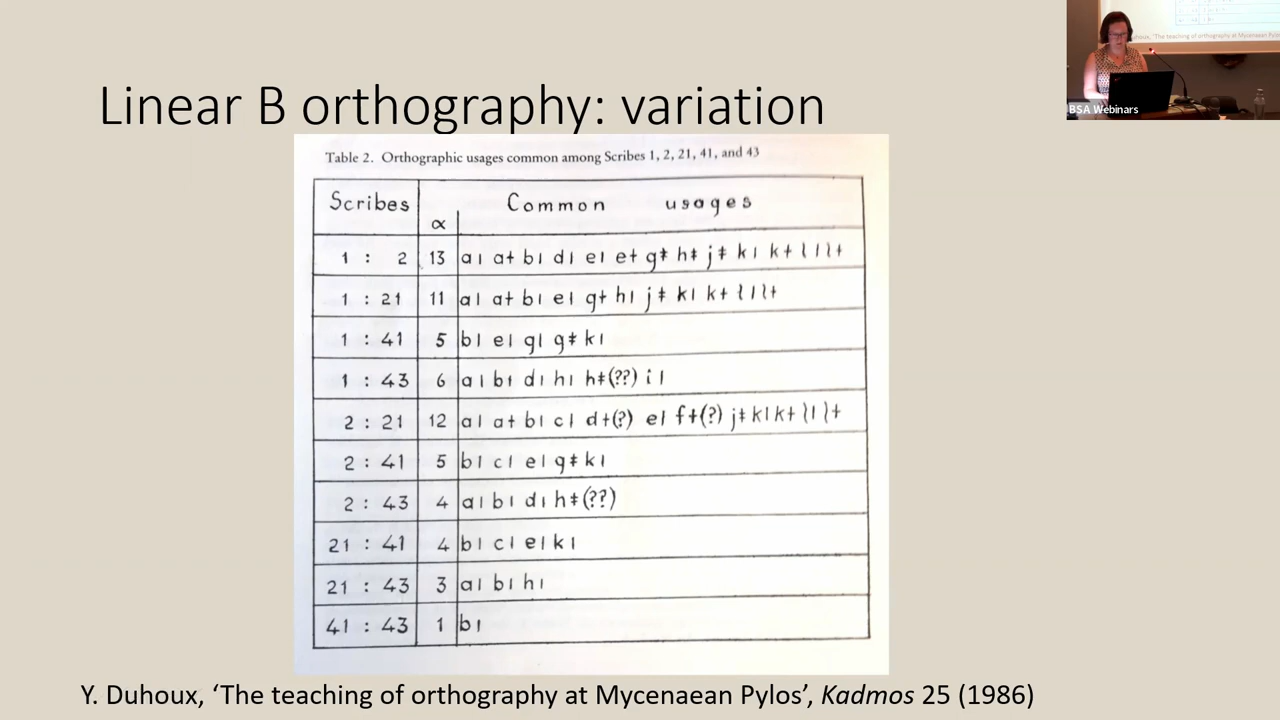 Linear B orthography: variation
BSA Webinars
Table 2. Orthographic usages common among Scribes 1, 2, 21, 41, and 43
Scribes α Common usages
1 : 2 13 a| a+ b| d| e| e+ g‡ h‡ j‡ k| k+ l| l+
1 : 21 11 a| a+ b| e| g+ h| j‡ k| k+ l| l+
1 : 41 5 b| e| g| g‡ k|
1 : 43 6 a| b| d| h| h‡(??) i|
2 : 21 12 a| a+ b| c| d+(?) e| f+(?) j‡ k| k+ l| l+
2 : 41 5 b| c| e| g‡ k|
2 : 43 4 a| b| d| h‡(??)
21 : 41 4 b| c| e| k|
21 : 43 3 a| b| h|
41 : 43 1 b|
Y. Duhoux, ‘The teaching of orthography at Mycenaean Pylos’, Kadmos 25 (1986)